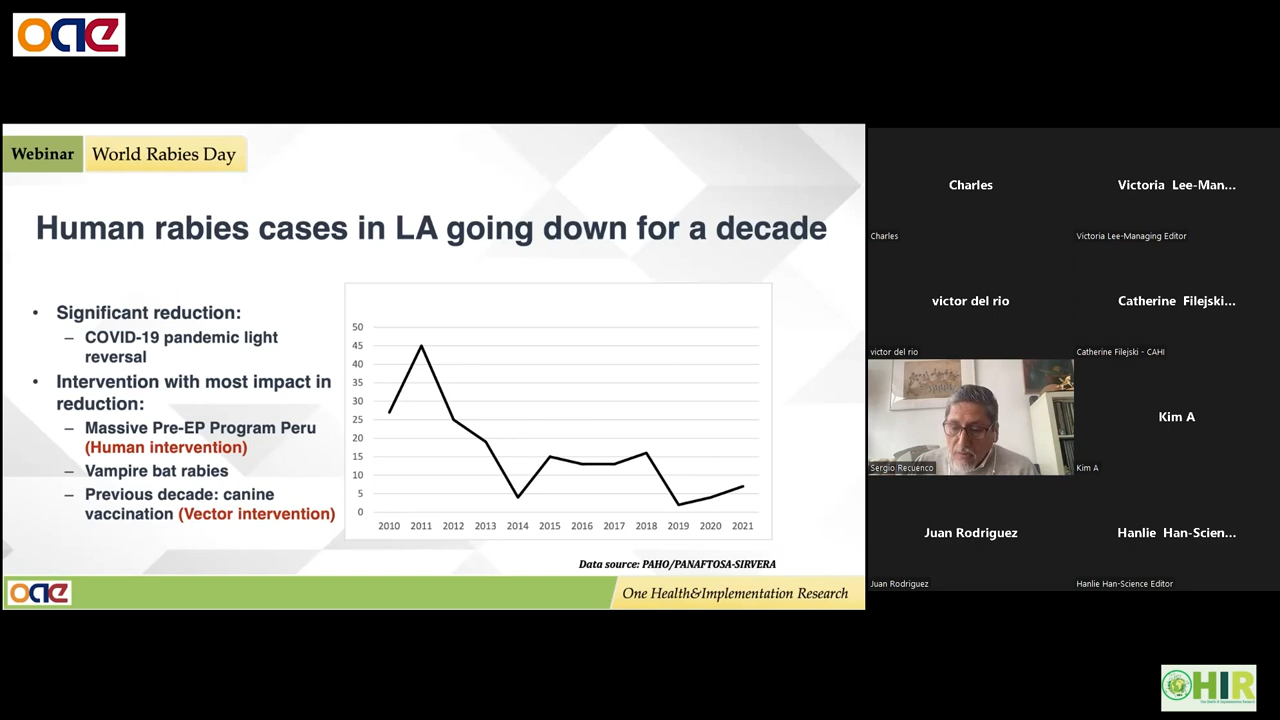 oae
Webinar World Rabies Day
Human rabies cases in LA going down for a decade
• Significant reduction:
– COVID-19 pandemic light
reversal
• Intervention with most impact in
reduction:
– Massive Pre-EP Program Peru
(Human intervention)
– Vampire bat rabies
– Previous decade: canine
vaccination (Vector intervention)
50
45
40
35
30
25
20
15
10
5
0
2010 2011 2012 2013 2014 2015 2016 2017 2018 2019 2020 2021
Data source: PAHO/PANAFTOSA-SIRVERA
oae
One Health&Implementation Research
Charles
Charles
Victoria Lee-Man...
Victoria Lee-Managing Editor
victor del rio
victor del rio
Catherine Filejski...
Catherine Filejski - CAHI
Sergio Recuenco
Kim A
Kim A
Juan Rodriguez
Juan Rodriguez
Hanlie Han-Scien...
Hanlie Han-Science Editor
OHIR